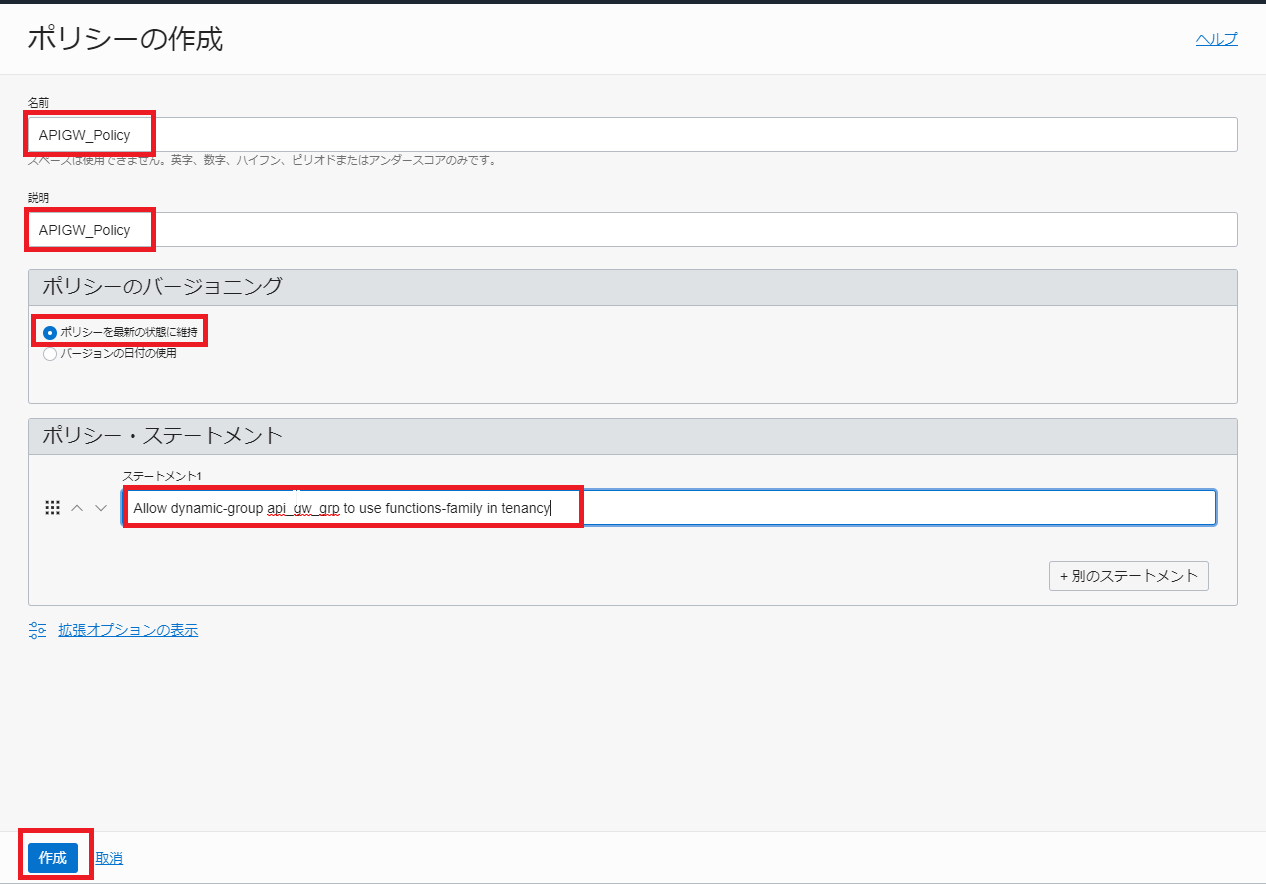 ポリシーの作成
ヘルプ
名前
APIGW_Policy
スペースは使用できません。英字、数字、ハイフン、ピリオドまたはアンダースコアのみです。
説明
APIGW_Policy
ポリシーのバージョニング
ポリシーを最新の状態に維持
バージョンの日付の使用
ポリシー・ステートメント
ステートメント1
Allow dynamic-group api_gw_grp to use functions-family in tenancy
+ 別のステートメント
拡張オプションの表示
作成
取消